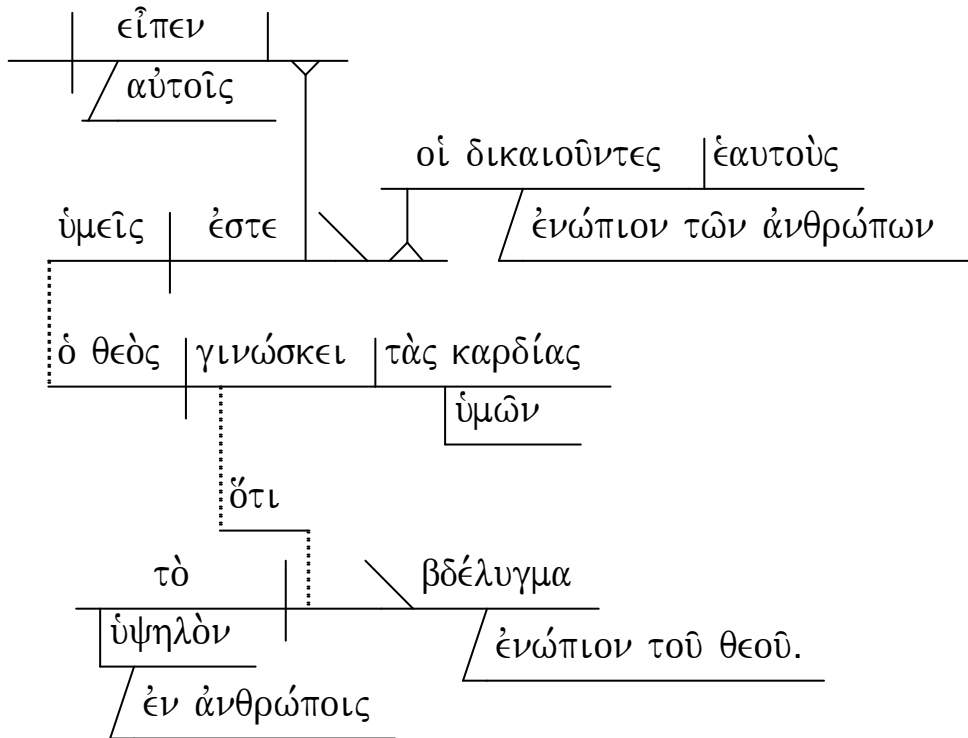 εἶπεν
αὐτοῖς
οἱ δικαιοῦντες ἑαυτοὺς
ὑμεῖς ἐστε ἐνώπιον τῶν ἀνθρώπων
ὁ θεὸς γινώσκει τὰς καρδίας
ὑμῶν
ὅτι
τὸ βδέλυγμα
ὑψηλὸν ἐνώπιον τοῦ θεοῦ.
ἐν ἀνθρώποις